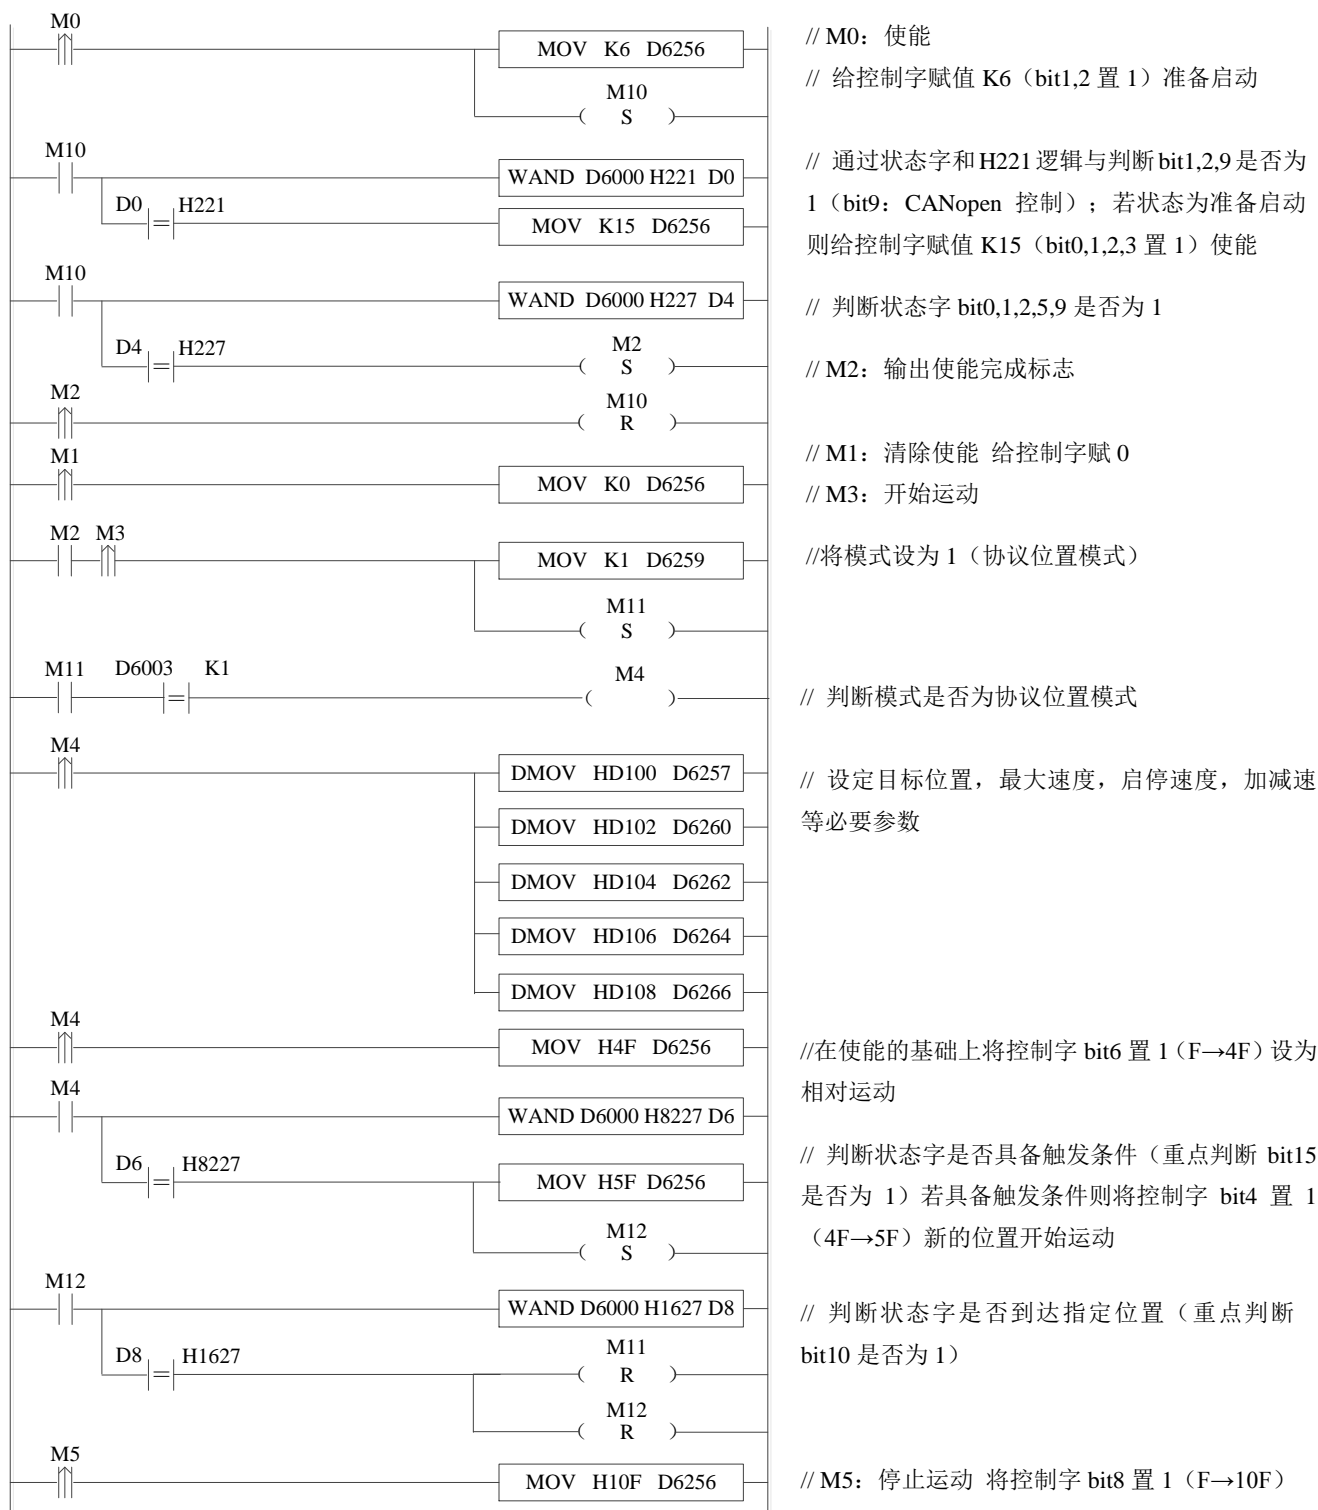 M0
MOV K6 D6256
// M0：使能
// 给控制字赋值 K6（bit1,2 置 1）准备启动
M10
( S )
M10
WAND D6000 H221 D0
// 通过状态字和 H221 逻辑与判断 bit1,2,9 是否为
D0 = H221
MOV K15 D6256
1（bit9：CANopen 控制）；若状态为准备启动
则给控制字赋值 K15（bit0,1,2,3 置 1）使能
M10
WAND D6000 H227 D4
// 判断状态字 bit0,1,2,5,9 是否为 1
D4 = H227
M2
( S )
// M2：输出使能完成标志
M2
M10
( R )
M1
MOV K0 D6256
// M1：清除使能 给控制字赋 0
// M3：开始运动
M2 M3
MOV K1 D6259
//将模式设为 1（协议位置模式）
M11
( S )
M11 D6003 = K1
M4
( )
// 判断模式是否为协议位置模式
M4
DMOV HD100 D6257
// 设定目标位置，最大速度，启停速度，加减速
等必要参数
DMOV HD102 D6260
DMOV HD104 D6262
DMOV HD106 D6264
DMOV HD108 D6266
M4
MOV H4F D6256
//在使能的基础上将控制字 bit6 置 1（F→4F）设为
相对运动
M4
WAND D6000 H8227 D6
D6 = H8227
MOV H5F D6256
// 判断状态字是否具备触发条件（重点判断 bit15
是否为 1）若具备触发条件则将控制字 bit4 置 1
（4F→5F）新的位置开始运动
M12
( S )
M12
WAND D6000 H1627 D8
// 判断状态字是否到达指定位置（重点判断
bit10 是否为 1）
D8 = H1627
M11
( R )
M12
( R )
M5
MOV H10F D6256
// M5：停止运动 将控制字 bit8 置 1（F→10F）